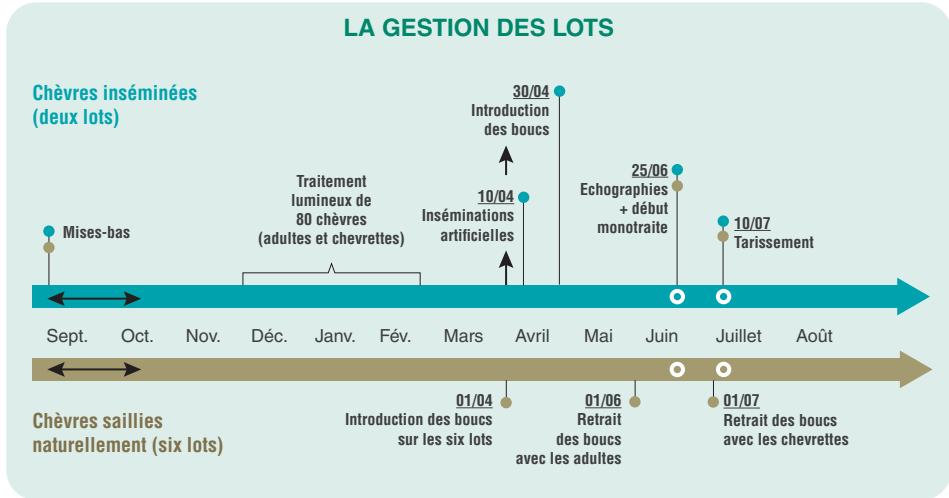 LA GESTION DES LOTS
Chèvres inséminées
(deux lots)
30/04
Introduction
des boucs
25/06
Echographies
+ début
monotraite
Traitement
lumineux de
80 chèvres
(adultes et chevrettes)
10/04
Inséminations
artificielles
10/07
Tarissement
Mises-bas
Sept. Oct. Nov. Déc. Janv. Fév. Mars Avril Mai Juin Juillet Août
Chèvres saillies
naturellement (six lots)
01/04
Introduction des boucs
sur les six lots
01/06
Retrait
des boucs
avec les adultes
01/07
Retrait des boucs
avec les chevrettes